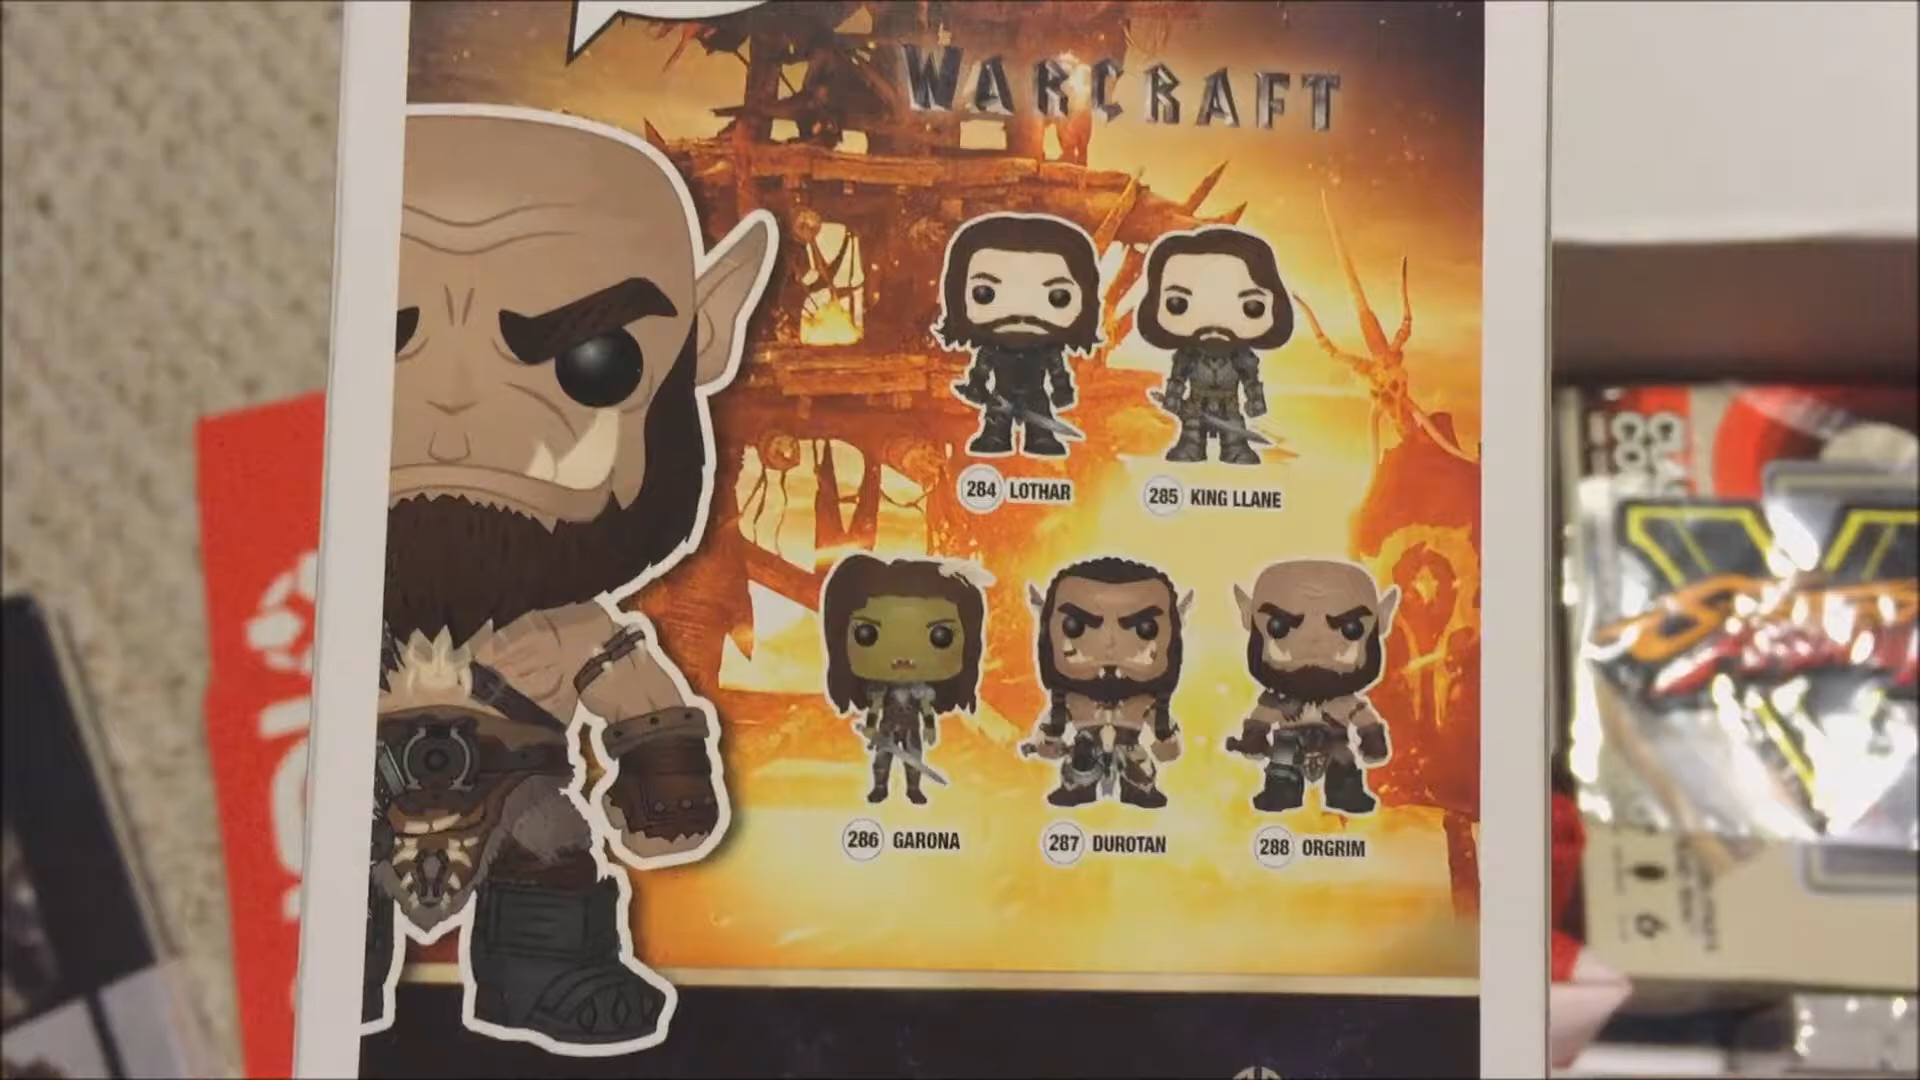 WARCRAFT
284 LOTHAR
285 KING LLANE
286 GARONA
287 DUROTAN
288 ORGRIM